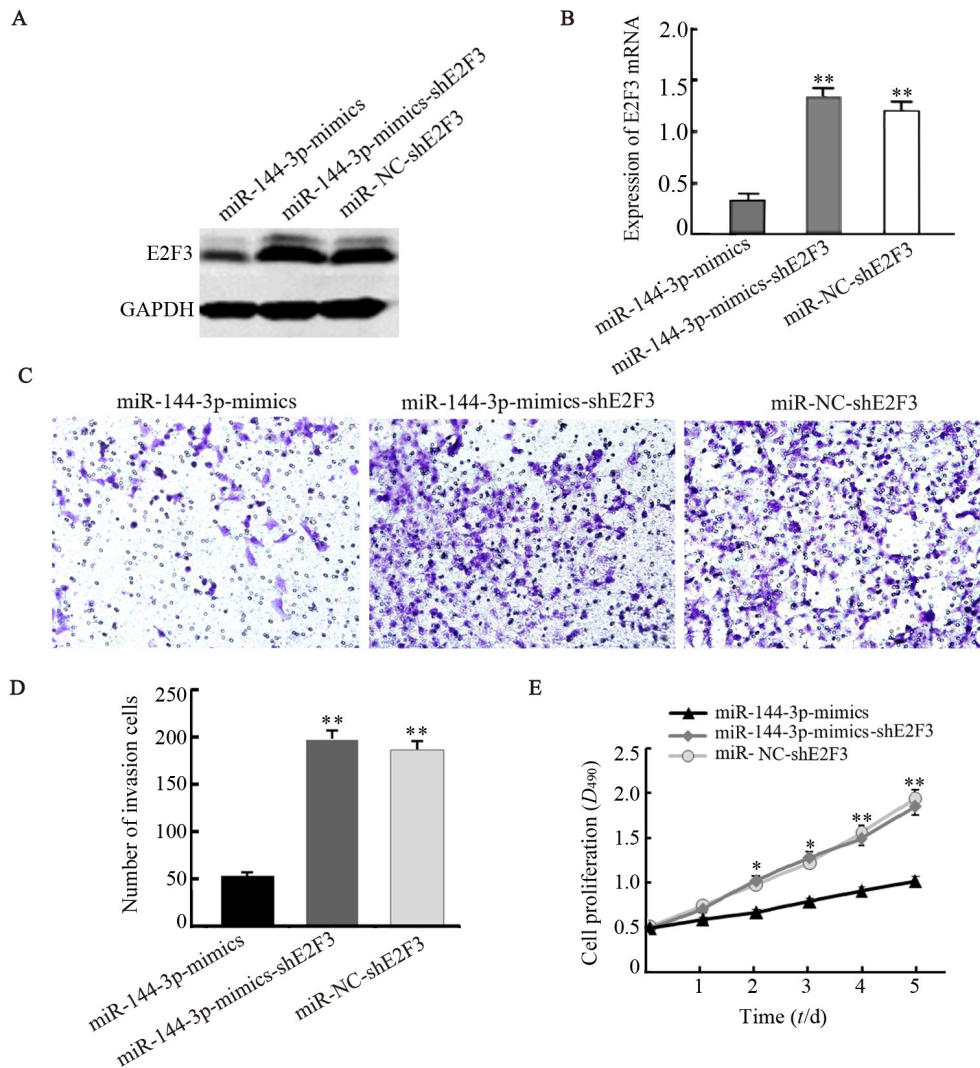 A
miR-144-3p-mimics
miR-144-3p-mimics-shE2F3
miR-NC-shE2F3
E2F3
GAPDH
B
Expression of E2F3 mRNA
2.0
1.5
1.0
0.5
0
**
**
miR-144-3p-mimics
miR-144-3p-mimics-shE2F3
miR-NC-shE2F3
C
miR-144-3p-mimics
miR-144-3p-mimics-shE2F3
miR-NC-shE2F3
D
Number of invasion cells
250
200
150
100
50
0
**
**
miR-144-3p-mimics
miR-144-3p-mimics-shE2F3
miR-NC-shE2F3
E
miR-144-3p-mimics
miR-144-3p-mimics-shE2F3
miR- NC-shE2F3
Cell proliferation (D490)
2.0
1.5
1.0
0.5
0
*
*
**
**
1 2 3 4 5
Time (t/d)